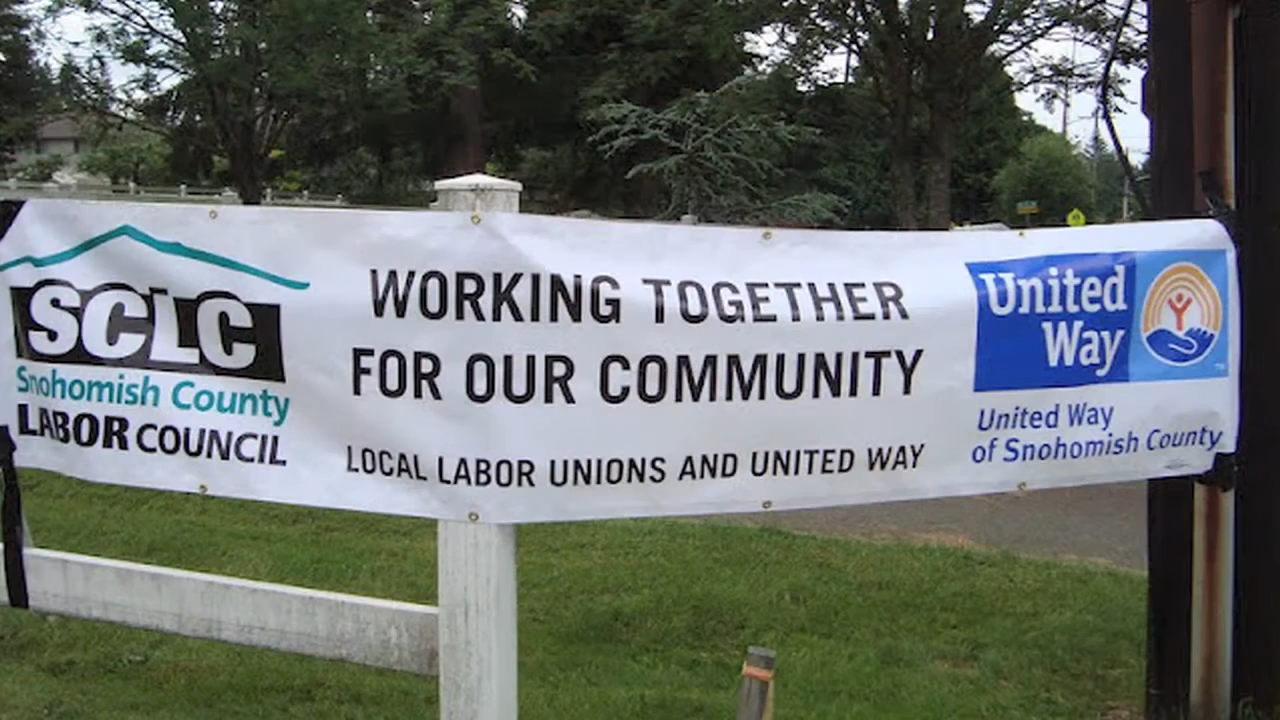 SCLC
Snohomish County
LABOR COUNCIL
WORKING TOGETHER
FOR OUR COMMUNITY
LOCAL LABOR UNIONS AND UNITED WAY
United
Way
United Way
of Snohomish County